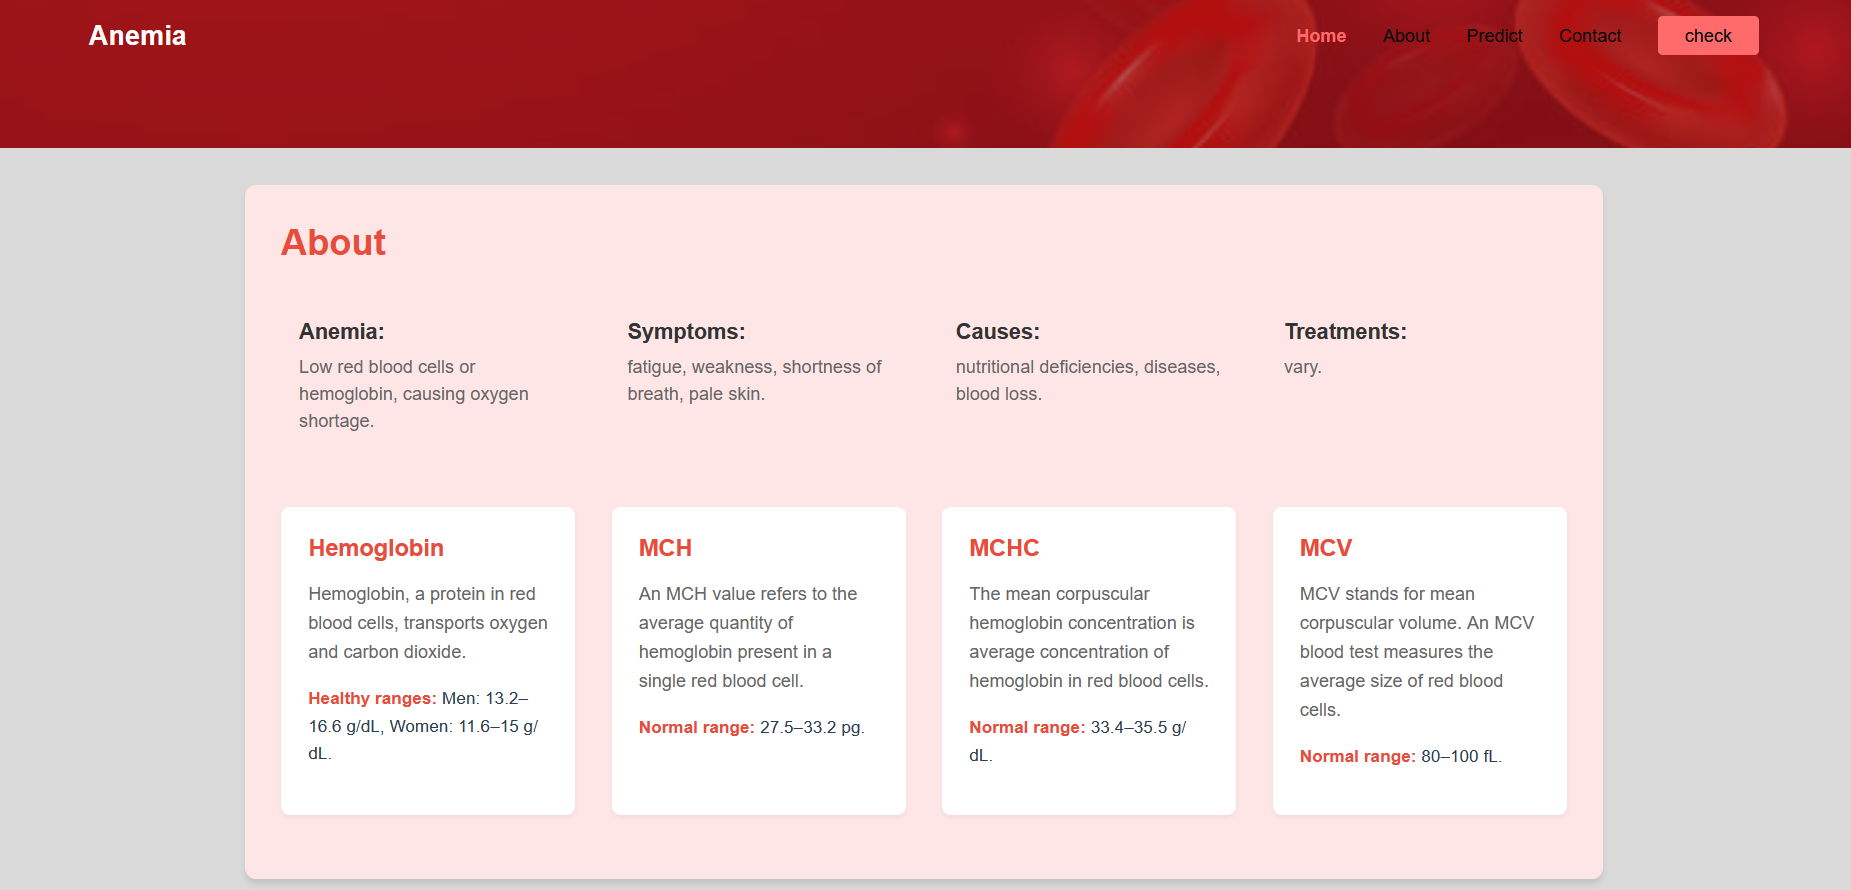 Anemia
Home About Predict Contact check
About
Anemia:
Low red blood cells or
hemoglobin, causing oxygen
shortage.
Symptoms:
fatigue, weakness, shortness of
breath, pale skin.
Causes:
nutritional deficiencies, diseases,
blood loss.
Treatments:
vary.
Hemoglobin
Hemoglobin, a protein in red
blood cells, transports oxygen
and carbon dioxide.
Healthy ranges: Men: 13.2–
16.6 g/dL, Women: 11.6–15 g/
dL.
MCH
An MCH value refers to the
average quantity of
hemoglobin present in a
single red blood cell.
Normal range: 27.5–33.2 pg.
MCHC
The mean corpuscular
hemoglobin concentration is
average concentration of
hemoglobin in red blood cells.
Normal range: 33.4–35.5 g/
dL.
MCV
MCV stands for mean
corpuscular volume. An MCV
blood test measures the
average size of red blood
cells.
Normal range: 80–100 fL.